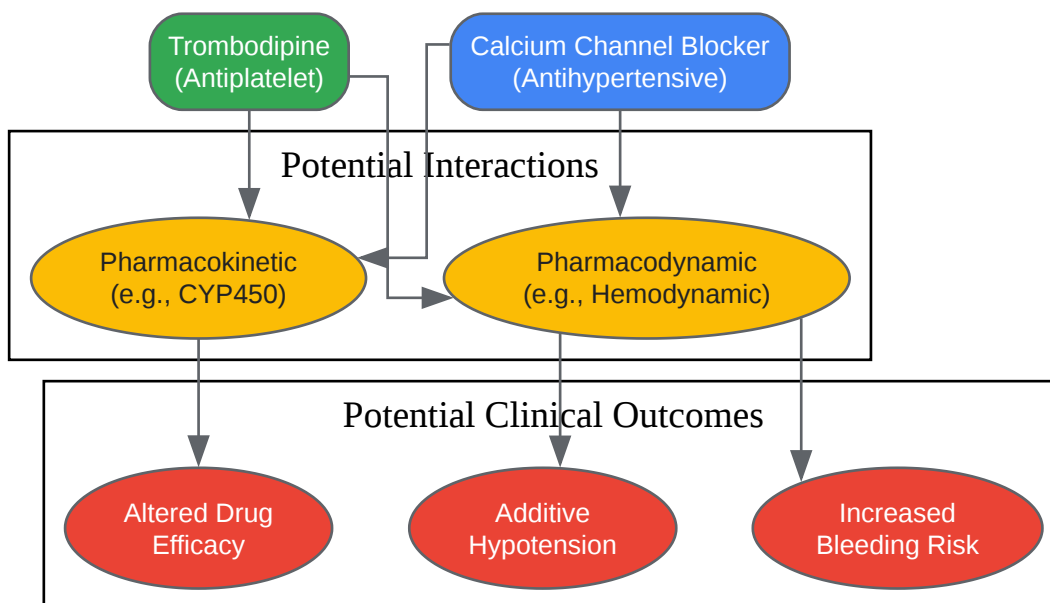 Trombodipine
(Antiplatelet)
Calcium Channel Blocker
(Antihypertensive)
Potential Interactions
Pharmacokinetic
(e.g., CYP450)
Pharmacodynamic
(e.g., Hemodynamic)
Potential Clinical Outcomes
Altered Drug
Efficacy
Additive
Hypotension
Increased
Bleeding Risk